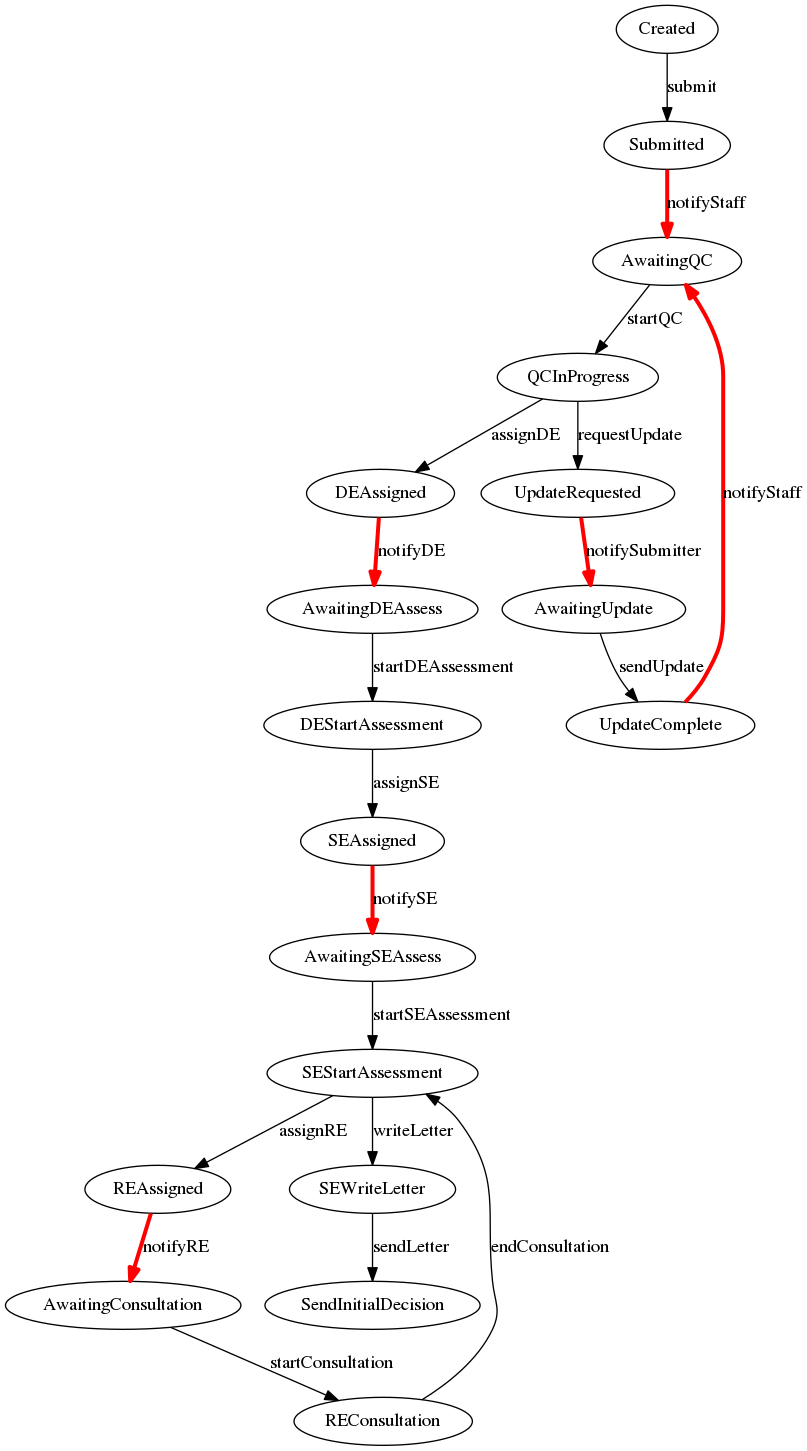 Created
submit
Submitted
notifyStaff
AwaitingQC
startQC
QCInProgress
assignDE
requestUpdate
DEAssigned
UpdateRequested
notifyStaff
notifyDE
notifySubmitter
AwaitingDEAssess
AwaitingUpdate
startDEAssessment
sendUpdate
DEStartAssessment
UpdateComplete
assignSE
SEAssigned
notifySE
AwaitingSEAssess
startSEAssessment
SEStartAssessment
assignRE
writeLetter
REAssigned
SEWriteLetter
notifyRE
sendLetter
endConsultation
AwaitingConsultation
SendInitialDecision
startConsultation
REConsultation